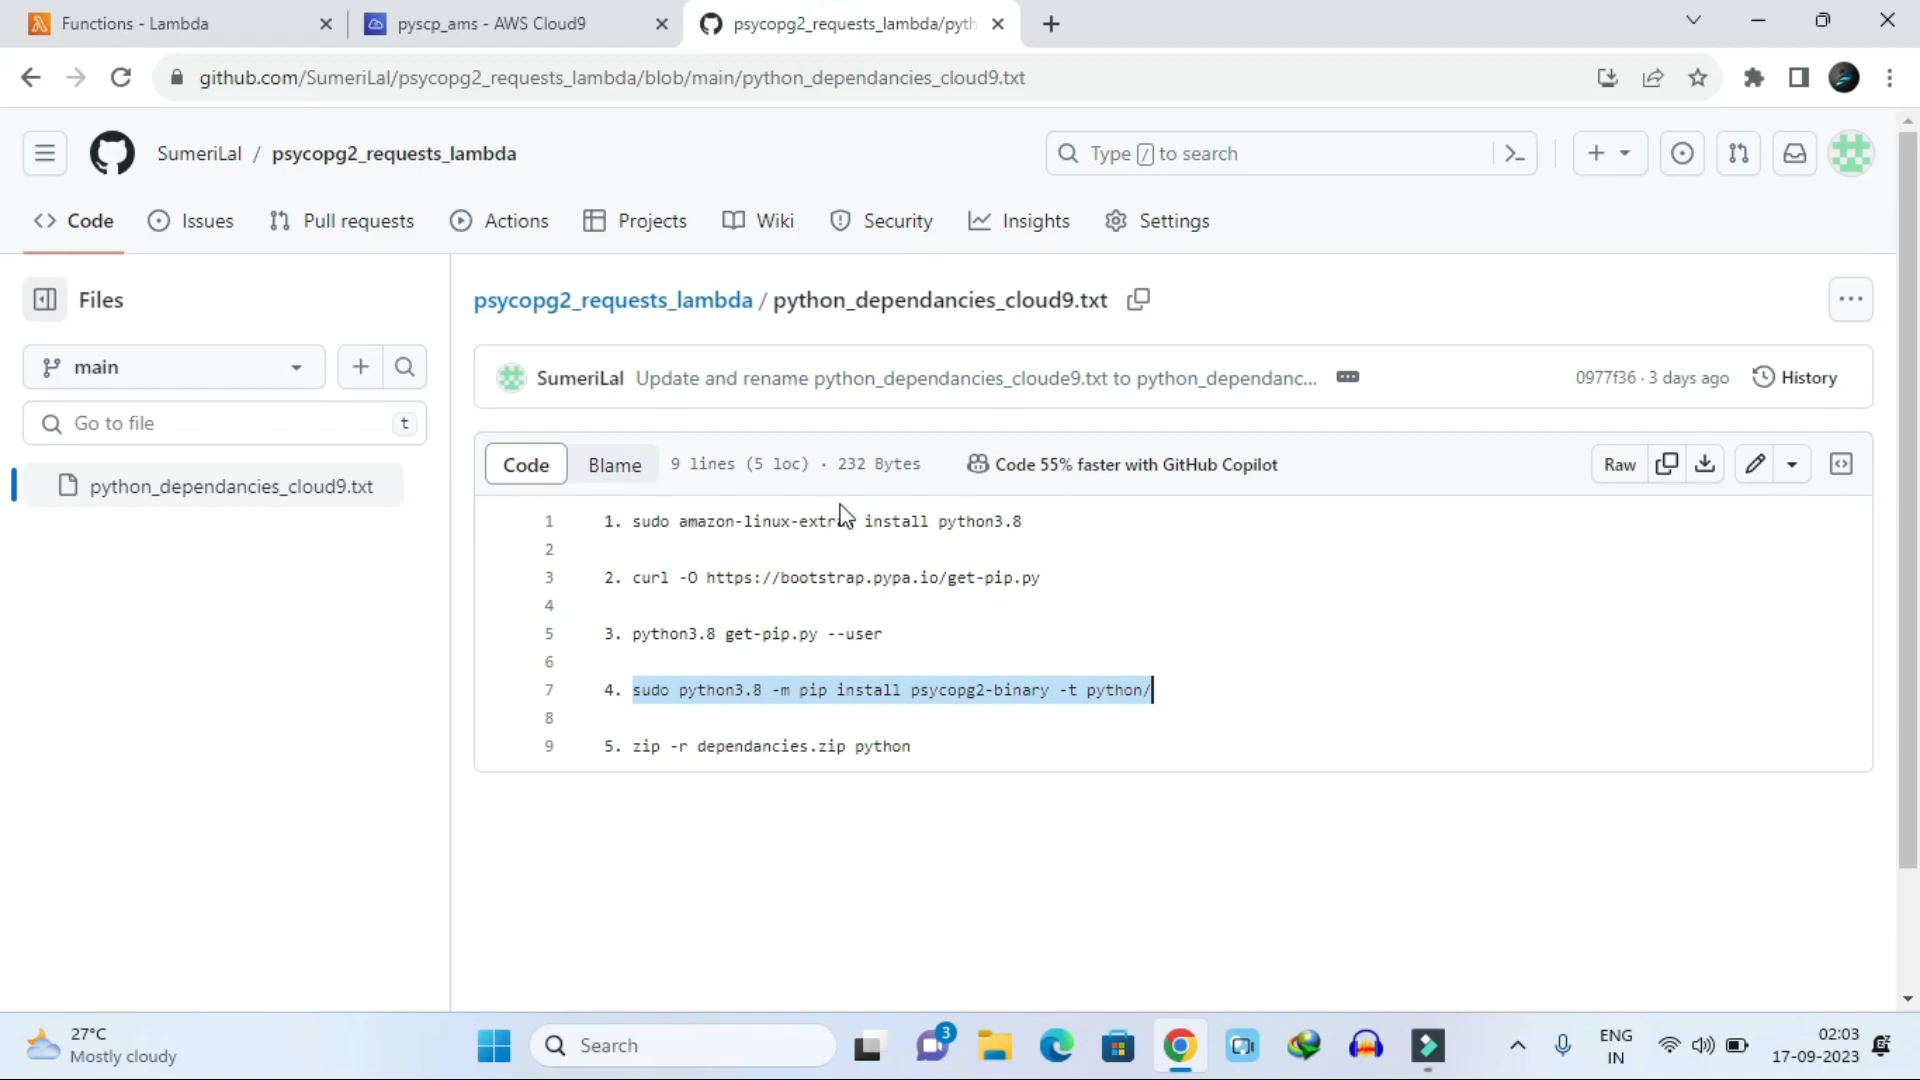 Functions - Lambda
pyscp_ams - AWS Cloud9
psycopg2_requests_lambda/pyth
github.com/SumeriLal/psycopg2_requests_lambda/blob/main/python_dependancies_cloud9.txt
SumeriLal / psycopg2_requests_lambda
Type / to search
Code
Issues
Pull requests
Actions
Projects
Wiki
Security
Insights
Settings
Files
psycopg2_requests_lambda / python_dependancies_cloud9.txt
main
SumeriLal Update and rename python_dependancies_cloude9.txt to python_dependanc...
0977f36 · 3 days ago
History
Go to file
t
Code
Blame
9 lines (5 loc) · 232 Bytes
Code 55% faster with GitHub Copilot
Raw
python_dependancies_cloud9.txt
1 1. sudo amazon-linux-extras install python3.8
2
3 2. curl -O https://bootstrap.pypa.io/get-pip.py
4
5 3. python3.8 get-pip.py --user
6
7 4. sudo python3.8 -m pip install psycopg2-binary -t python/
8
9 5. zip -r dependancies.zip python
27°C
Mostly cloudy
Search
3
ENG
IN
02:03
17-09-2023